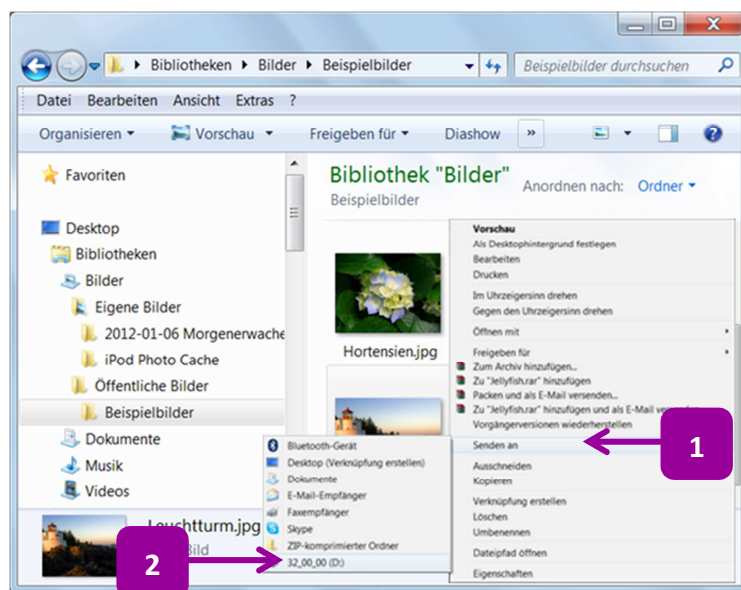 Bibliotheken Bilder Beispielbilder
Beispielbilder durchsuchen
Datei Bearbeiten Ansicht Extras ?
Organisieren Vorschau Freigeben für Diashow »
Favoriten
Desktop
Bibliotheken
Bilder
Eigene Bilder
2012-01-06 Morgenerwache
iPod Photo Cache
Öffentliche Bilder
Beispielbilder
Dokumente
Musik
Videos
Bibliothek "Bilder"
Beispielbilder
Anordnen nach: Ordner
Hortensien.jpg
Vorschau
Als Desktophintergrund festlegen
Bearbeiten
Drucken
Im Uhrzeigersinn drehen
Gegen den Uhrzeigersinn drehen
Öffnen mit
Freigeben für
Zum Archiv hinzufügen...
Zu "Jellyfish.rar" hinzufügen
Packen und als E-Mail versenden...
Zu "Jellyfish.rar" hinzufügen und als E-Mail versenden
Vorgängerversionen wiederherstellen
Senden an
Ausschneiden
Kopieren
Verknüpfung erstellen
Löschen
Umbenennen
Dateipfad öffnen
Eigenschaften
1
Bluetooth-Gerät
Desktop (Verknüpfung erstellen)
Dokumente
E-Mail-Empfänger
Faxempfänger
Skype
ZIP-komprimierter Ordner
32_00_00 (D:)
2
Leuchtturm.jpg
Bild